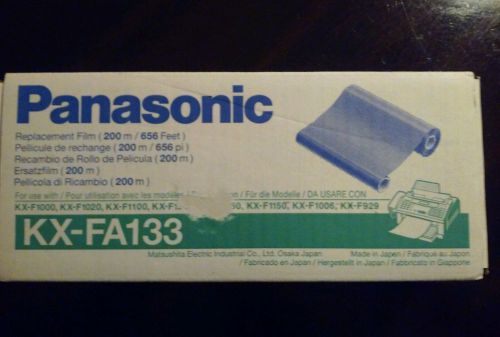 Panasonic
Replacement Film ( 200 m / 656 Feet )
Pellicule de rechange ( 200 m / 656 pi )
Recambio de Rollo de Pelicula ( 200 m )
Ersatzfilm ( 200 m )
Pellicola di Ricambio ( 200 m )
For use with / Pour utilisation avec les modèles / Für die Modelle / DA USARE CON
KX-F1000, KX-F1020, KX-F1100, KX-F1150, KX-F1006, KX-F929
KX-FA133
Matsushita Electric Industrial Co., Ltd. Osaka Japan
Made in Japan / Fabriqué au Japon
/ Fabricado en Japon / Hergestellt in Japan / Fabbricato in Giappone